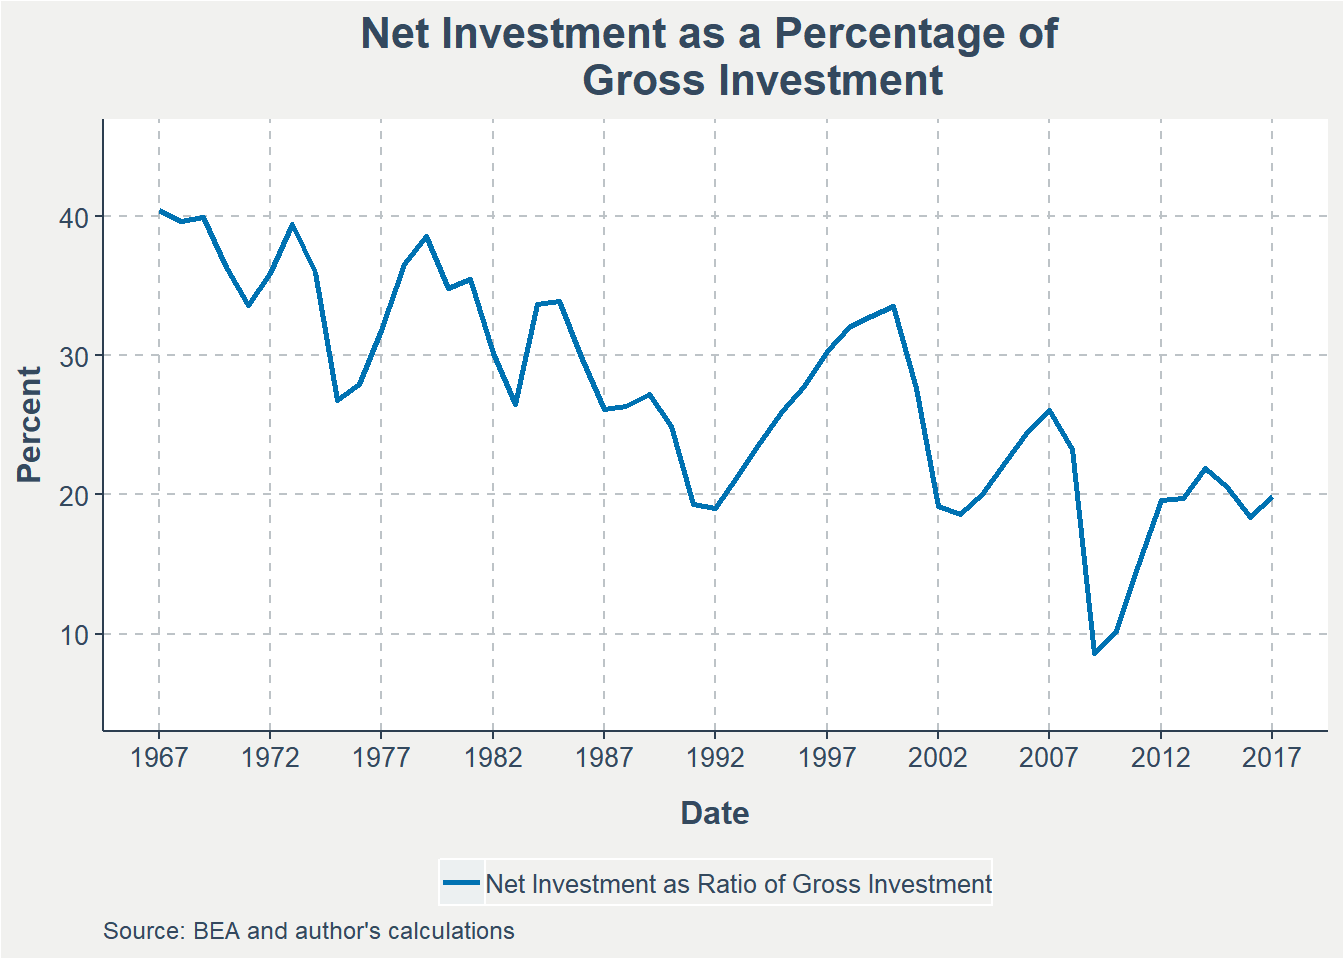 Net Investment as a Percentage of
Gross Investment
Percent
40
30
20
10
1967 1972 1977 1982 1987 1992 1997 2002 2007 2012 2017
Date
Net Investment as Ratio of Gross Investment
Source: BEA and author's calculations